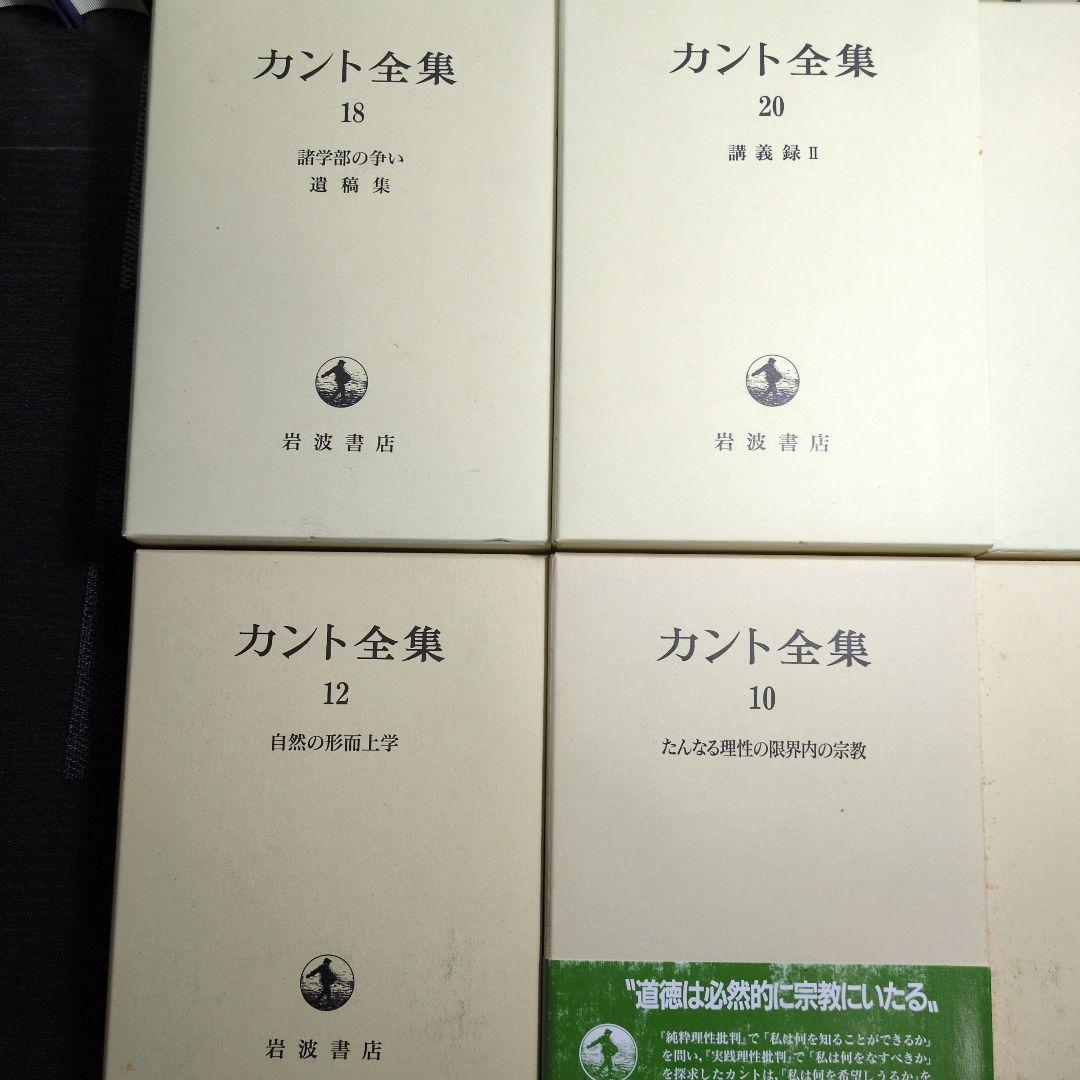 カント全集
18
諸学部の争い
遺稿集
岩波書店
カント全集
20
講義録Ⅱ
岩波書店
カント全集
12
自然の形而上学
岩波書店
カント全集
10
たんなる理性の限界内の宗教
〝道徳は必然的に宗教にいたる〟
『純粋理性批判』で「私は何を知ることができるか」
を問い,『実践理性批判』で「私は何をなすべきか」
を探求したカントは,「私は何を希望しうるか」を